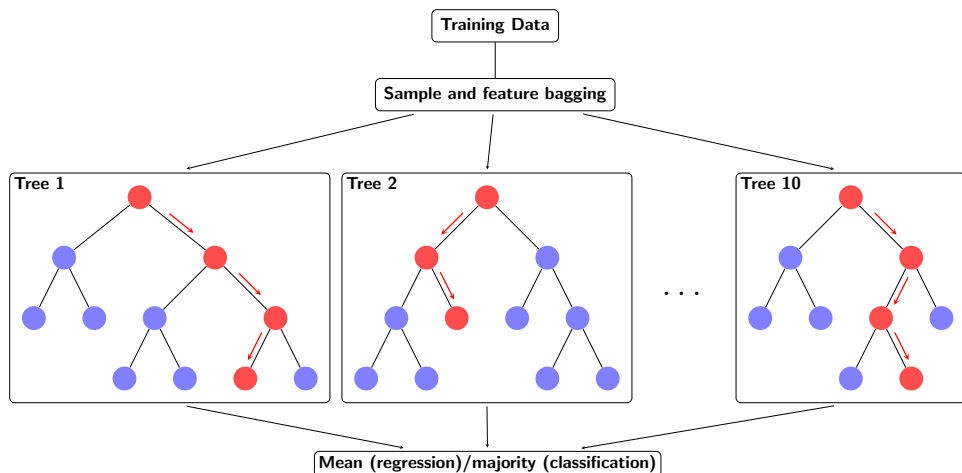 Training Data
Sample and feature bagging
Tree 1
Tree 2
Tree 10
. . .
Mean (regression)/majority (classification)